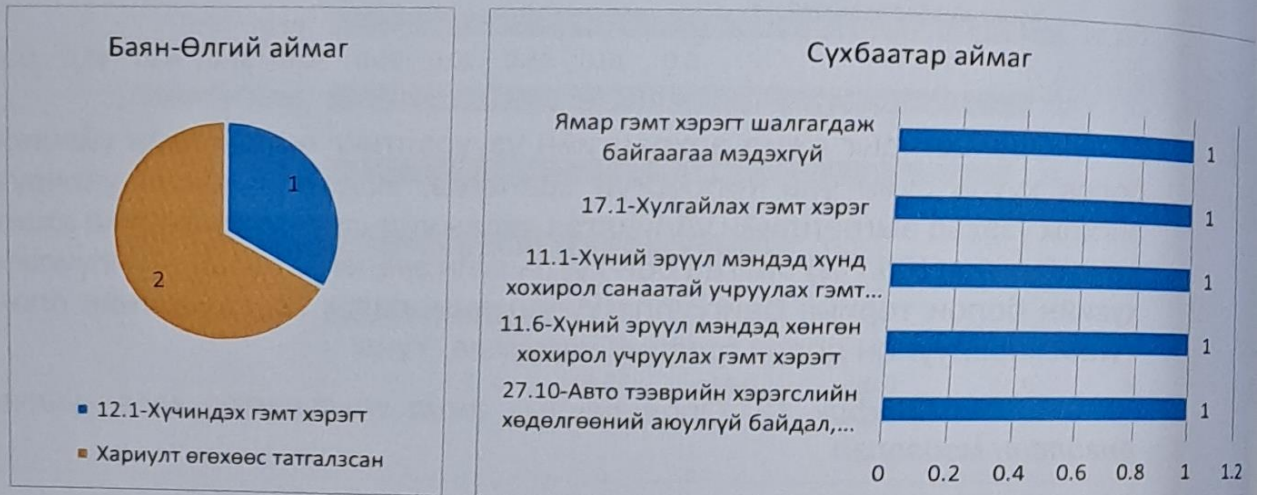 Баян-Өлгий аймаг
1
2
12.1-Хүчиндэх гэмт хэрэгт
Хариулт өгөхөөс татгалзсан
Сүхбаатар аймаг
Ямар гэмт хэрэгт шалгагдаж
байгаагаа мэдэхгүй
1
17.1-Хулгайлах гэмт хэрэг
1
11.1-Хүний эрүүл мэндэд хүнд
хохирол санаатай учруулах гэмт...
1
11.6-Хүний эрүүл мэндэд хөнгөн
хохирол учруулах гэмт хэрэгт
1
27.10-Авто тээврийн хэрэгслийн
хөдөлгөөний аюулгүй байдал,...
1
0 0.2 0.4 0.6 0.8 1 1.2